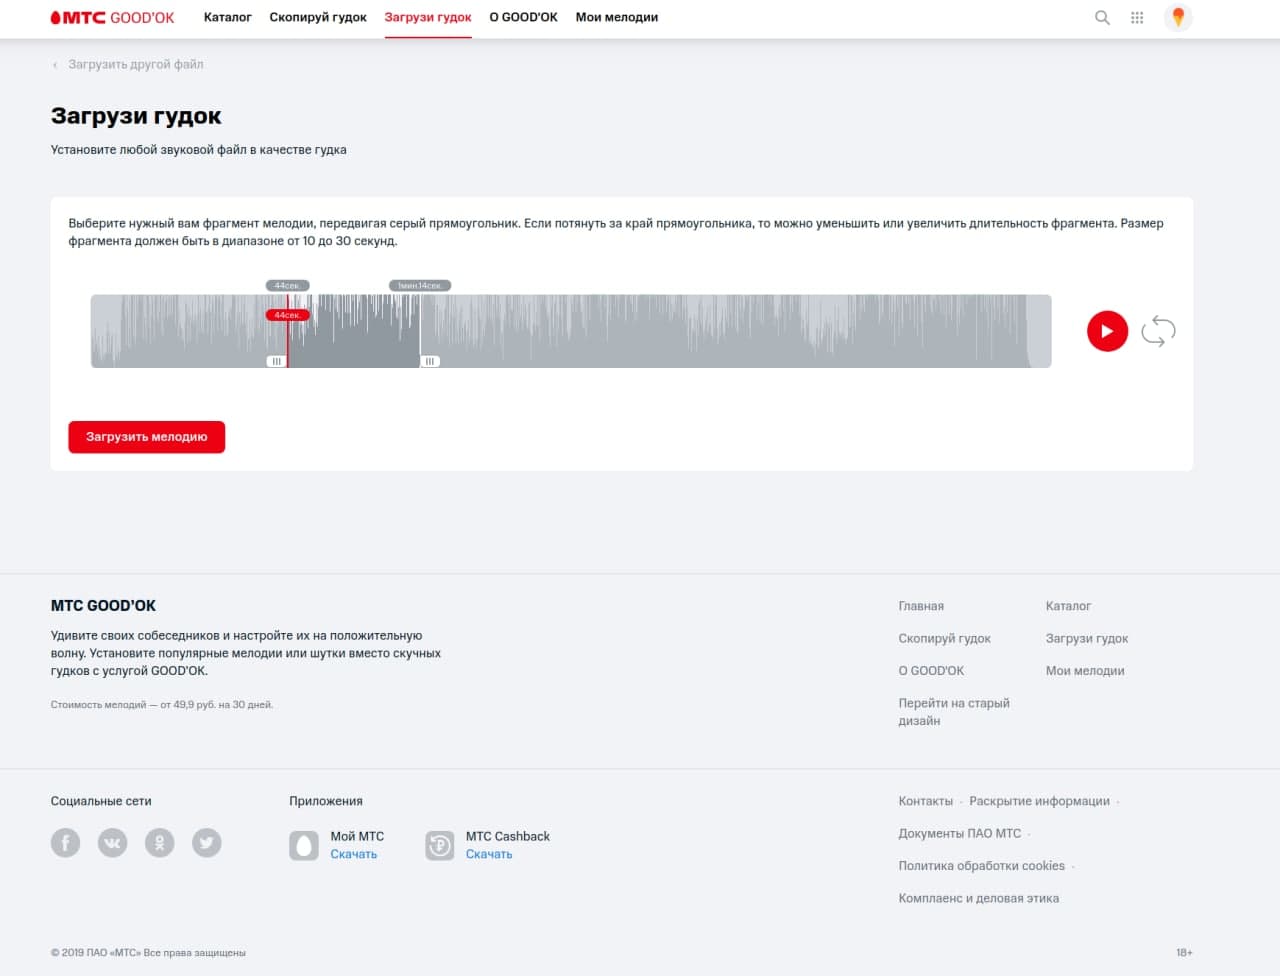 МТС GOOD'OK
Каталог
Скопируй гудок
Загрузи гудок
О GOOD'OK
Мои мелодии
‹ Загрузить другой файл
Загрузи гудок
Установите любой звуковой файл в качестве гудка
Выберите нужный вам фрагмент мелодии, передвигая серый прямоугольник. Если потянуть за край прямоугольника, то можно уменьшить или увеличить длительность фрагмента. Размер
фрагмента должен быть в диапазоне от 10 до 30 секунд.
44сек.
1мин.14сек.
44сек.
Загрузить мелодию
МТС GOOD'OK
Удивите своих собеседников и настройте их на положительную
волну. Установите популярные мелодии или шутки вместо скучных
гудков с услугой GOOD'OK.
Стоимость мелодий — от 49,9 руб. на 30 дней.
Главная
Каталог
Скопируй гудок
Загрузи гудок
О GOOD'OK
Мои мелодии
Перейти на старый
дизайн
Социальные сети
Приложения
Мой МТС
Скачать
МТС Cashback
Скачать
Контакты · Раскрытие информации ·
Документы ПАО МТС ·
Политика обработки cookies ·
Комплаенс и деловая этика
© 2019 ПАО «МТС» Все права защищены
18+